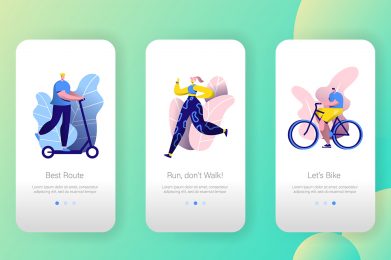 Best Route
Lorem ipsum dolor sit amet, consectetur
adipiscing elit, sed do eiusmod tempor
Run, don't Walk!
Lorem ipsum dolor sit amet, consectetur
adipiscing elit, sed do eiusmod tempor
Let's Bike
Lorem ipsum dolor sit amet, consectetur
adipiscing elit, sed do eiusmod tempor